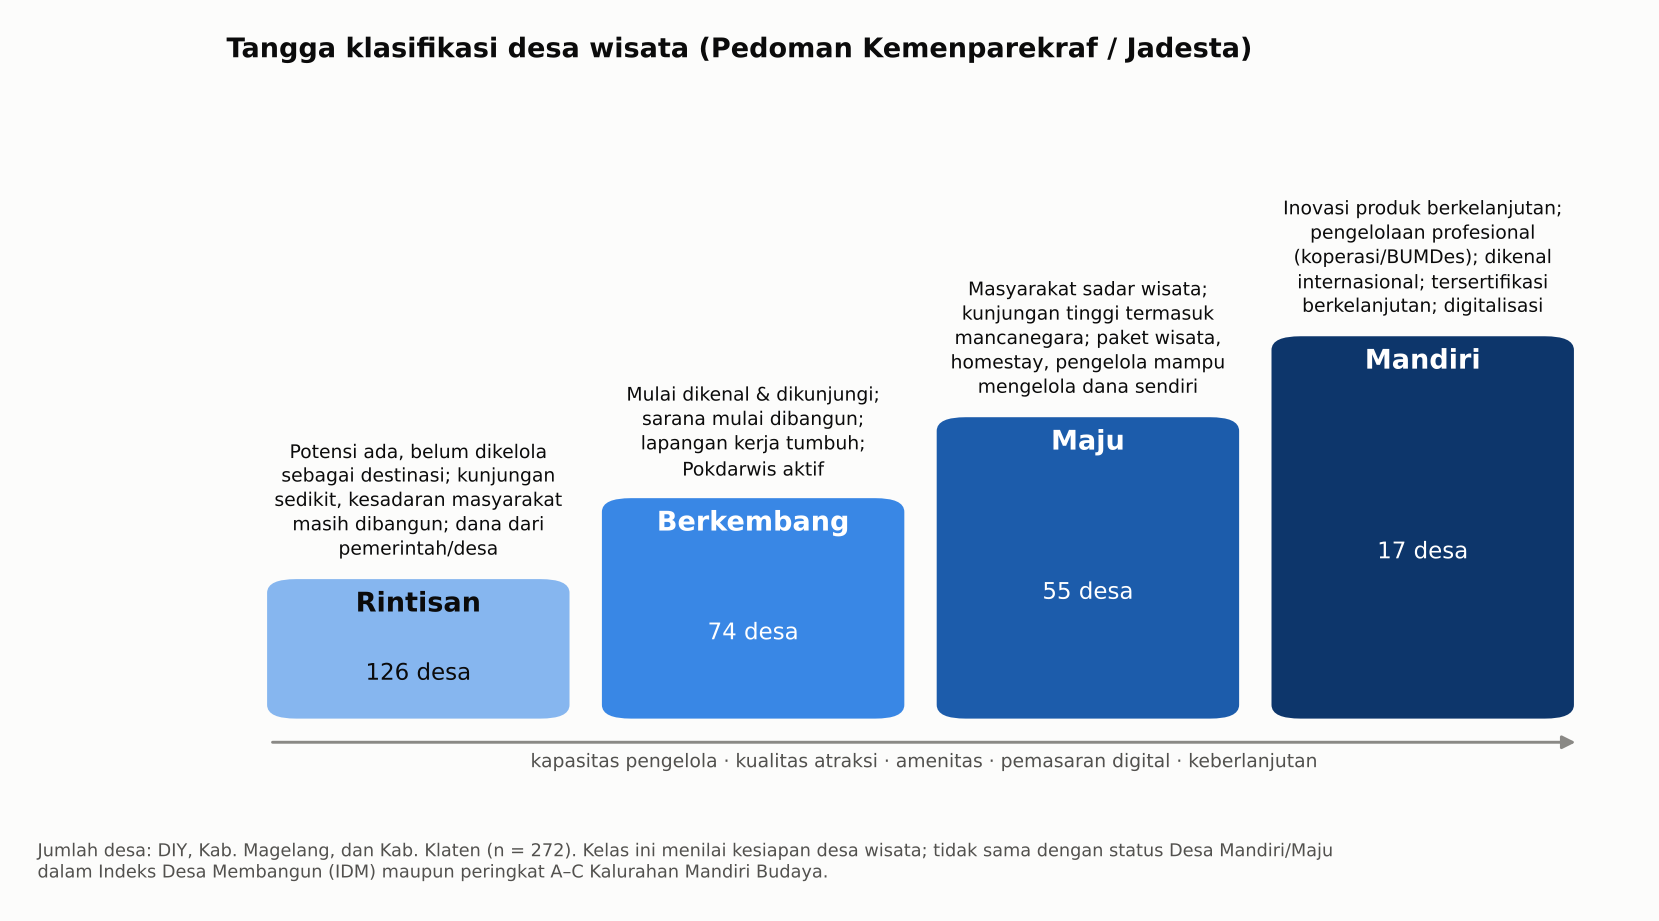 Tangga klasifikasi desa wisata (Pedoman Kemenparekraf / Jadesta)
Potensi ada, belum dikelola
sebagai destinasi; kunjungan
sedikit, kesadaran masyarakat
masih dibangun; dana dari
pemerintah/desa
Rintisan
126 desa
Mulai dikenal & dikunjungi;
sarana mulai dibangun;
lapangan kerja tumbuh;
Pokdarwis aktif
Berkembang
74 desa
Masyarakat sadar wisata;
kunjungan tinggi termasuk
mancanegara; paket wisata,
homestay, pengelola mampu
mengelola dana sendiri
Maju
55 desa
Inovasi produk berkelanjutan;
pengelolaan profesional
(koperasi/BUMDes); dikenal
internasional; tersertifikasi
berkelanjutan; digitalisasi
Mandiri
17 desa
kapasitas pengelola · kualitas atraksi · amenitas · pemasaran digital · keberlanjutan
Jumlah desa: DIY, Kab. Magelang, dan Kab. Klaten (n = 272). Kelas ini menilai kesiapan desa wisata; tidak sama dengan status Desa Mandiri/Maju
dalam Indeks Desa Membangun (IDM) maupun peringkat A–C Kalurahan Mandiri Budaya.